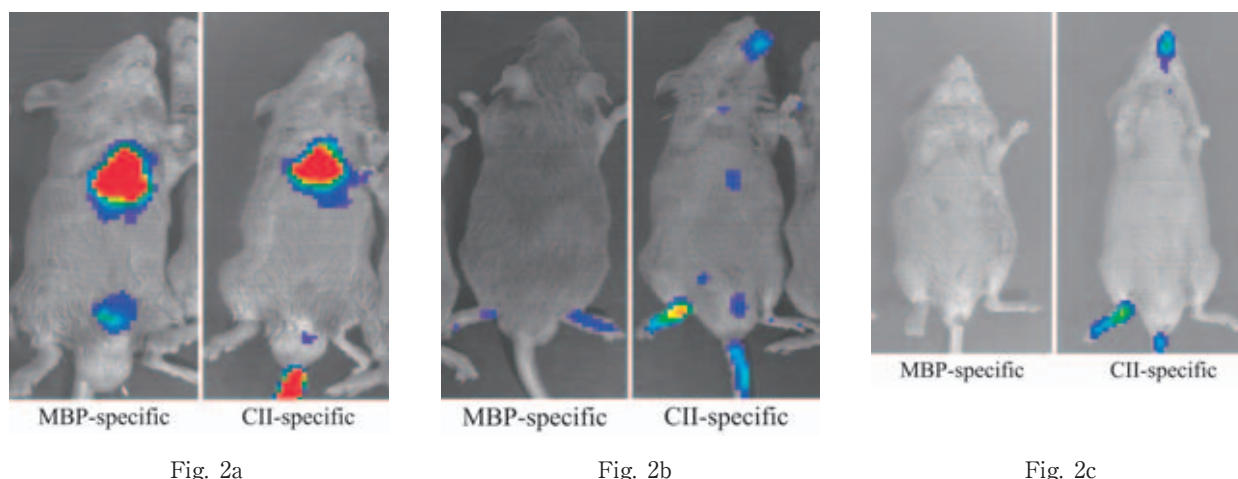 MBP-specific CII-specific
MBP-specific CII-specific
MBP-specific CII-specific
Fig. 2a
Fig. 2b
Fig. 2c